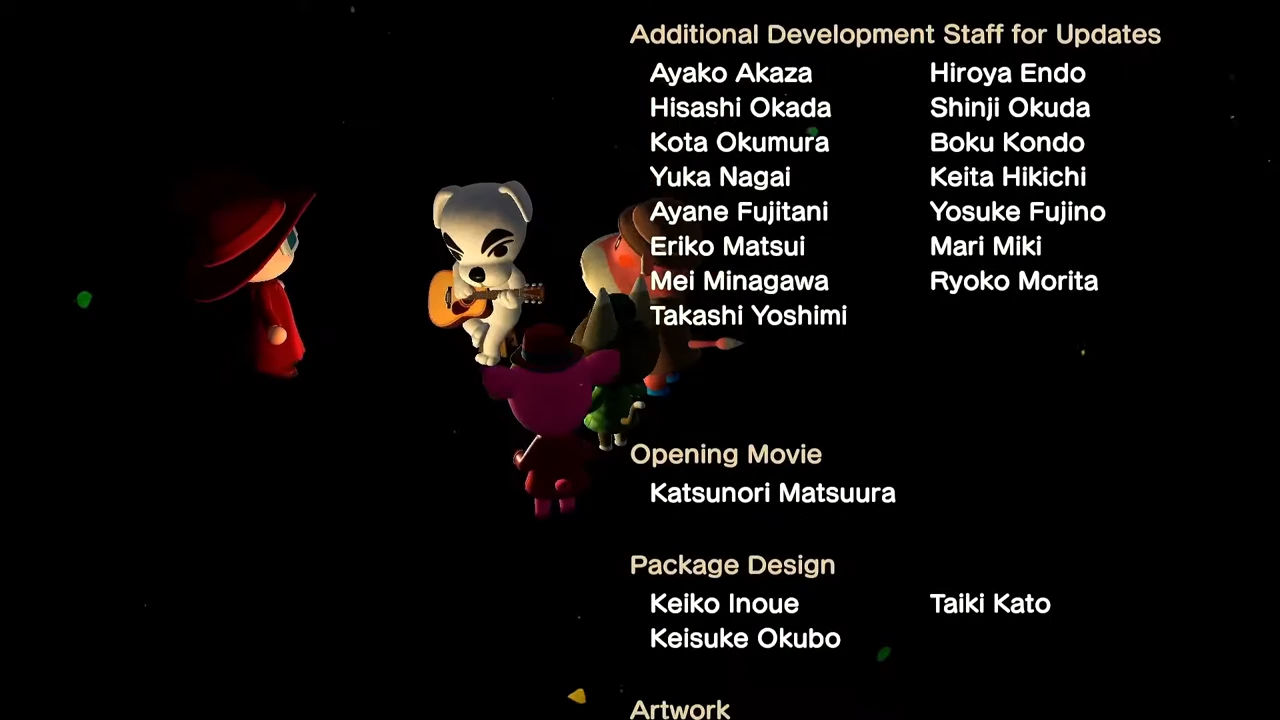 Additional Development Staff for Updates
Ayako Akaza Hiroya Endo
Hisashi Okada Shinji Okuda
Kota Okumura Boku Kondo
Yuka Nagai Keita Hikichi
Ayane Fujitani Yosuke Fujino
Eriko Matsui Mari Miki
Mei Minagawa Ryoko Morita
Takashi Yoshimi
Opening Movie
Katsunori Matsuura
Package Design
Keiko Inoue Taiki Kato
Keisuke Okubo
Artwork